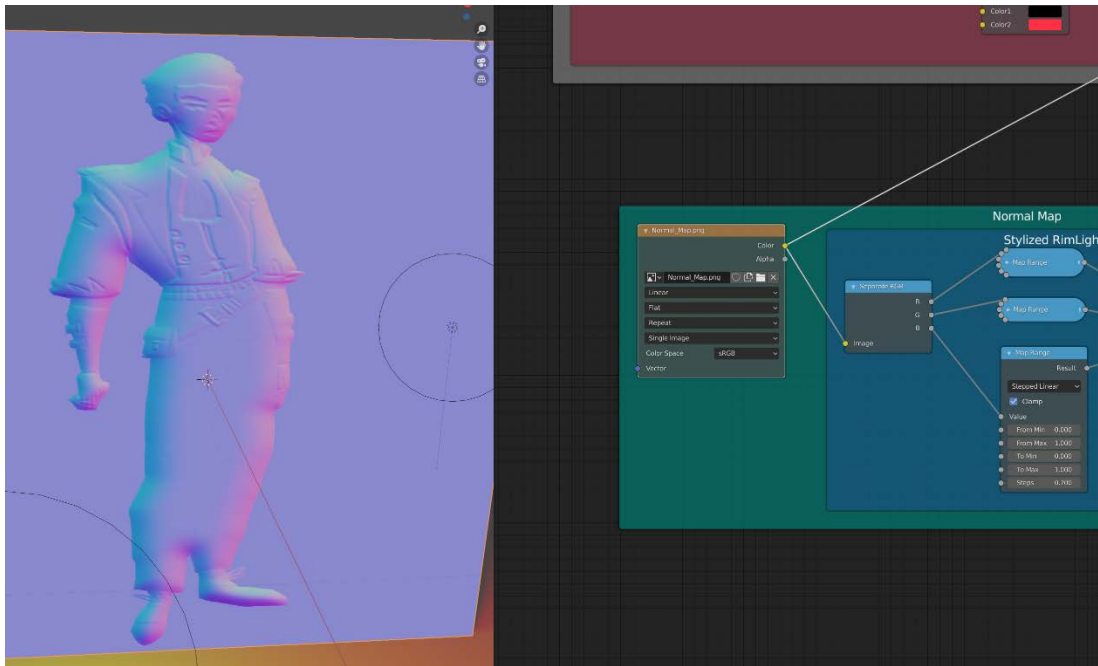 Color1
Color2
Normal Map
Stylized RimLigh
Normal_Map.png
Color
Alpha
Normal_Map.png
Linear
Flat
Repeat
Single Image
Color Space sRGB
Vector
Separate RGB
R
G
B
Image
Map Range
Map Range
Map Range
Result
Stepped Linear
Clamp
Value
From Min 0.000
From Max 1.000
To Min 0.000
To Max 1.000
Steps 0.200